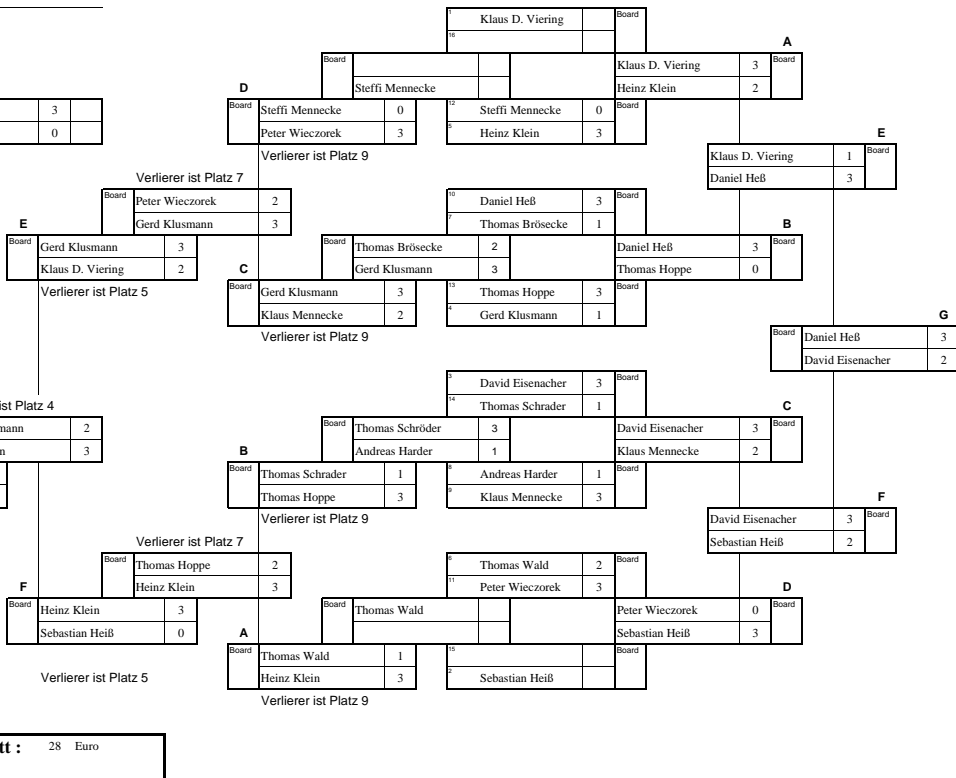 1 Klaus D. Viering Board
16
A
Board Klaus D. Viering 3 Board
D Steffi Mennecke Heinz Klein 2
3 Board Steffi Mennecke 0 12 Steffi Mennecke 0 Board
0 Peter Wieczorek 3 5 Heinz Klein 3
E
Verlierer ist Platz 9 Klaus D. Viering 1 Board
Verlierer ist Platz 7 Daniel Heß 3
Board Peter Wieczorek 2 10 Daniel Heß 3 Board
E Gerd Klusmann 3 7 Thomas Brösecke 1 B
Board Gerd Klusmann 3 Board Thomas Brösecke 2 Daniel Heß 3 Board
Klaus D. Viering 2 C Gerd Klusmann 3 Thomas Hoppe 0
Verlierer ist Platz 5 Board Gerd Klusmann 3 13 Thomas Hoppe 3 Board
Klaus Mennecke 2 4 Gerd Klusmann 1 G
Verlierer ist Platz 9 Board Daniel Heß 3
David Eisenacher 2
3 David Eisenacher 3 Board
ist Platz 4 14 Thomas Schrader 1 C
mann 2 Board Thomas Schröder 3 David Eisenacher 3 Board
n 3 B Andreas Harder 1 Klaus Mennecke 2
Board Thomas Schrader 1 8 Andreas Harder 1 Board
Thomas Hoppe 3 9 Klaus Mennecke 3 F
Verlierer ist Platz 9 David Eisenacher 3 Board
Verlierer ist Platz 7 Sebastian Heiß 2
Board Thomas Hoppe 2 6 Thomas Wald 2 Board
F Heinz Klein 3 11 Peter Wieczorek 3 D
Board Heinz Klein 3 Board Thomas Wald Peter Wieczorek 0 Board
Sebastian Heiß 0 A Sebastian Heiß 3
Board Thomas Wald 1 15 Board
Verlierer ist Platz 5 Heinz Klein 3 2 Sebastian Heiß
Verlierer ist Platz 9
tt : 28 Euro